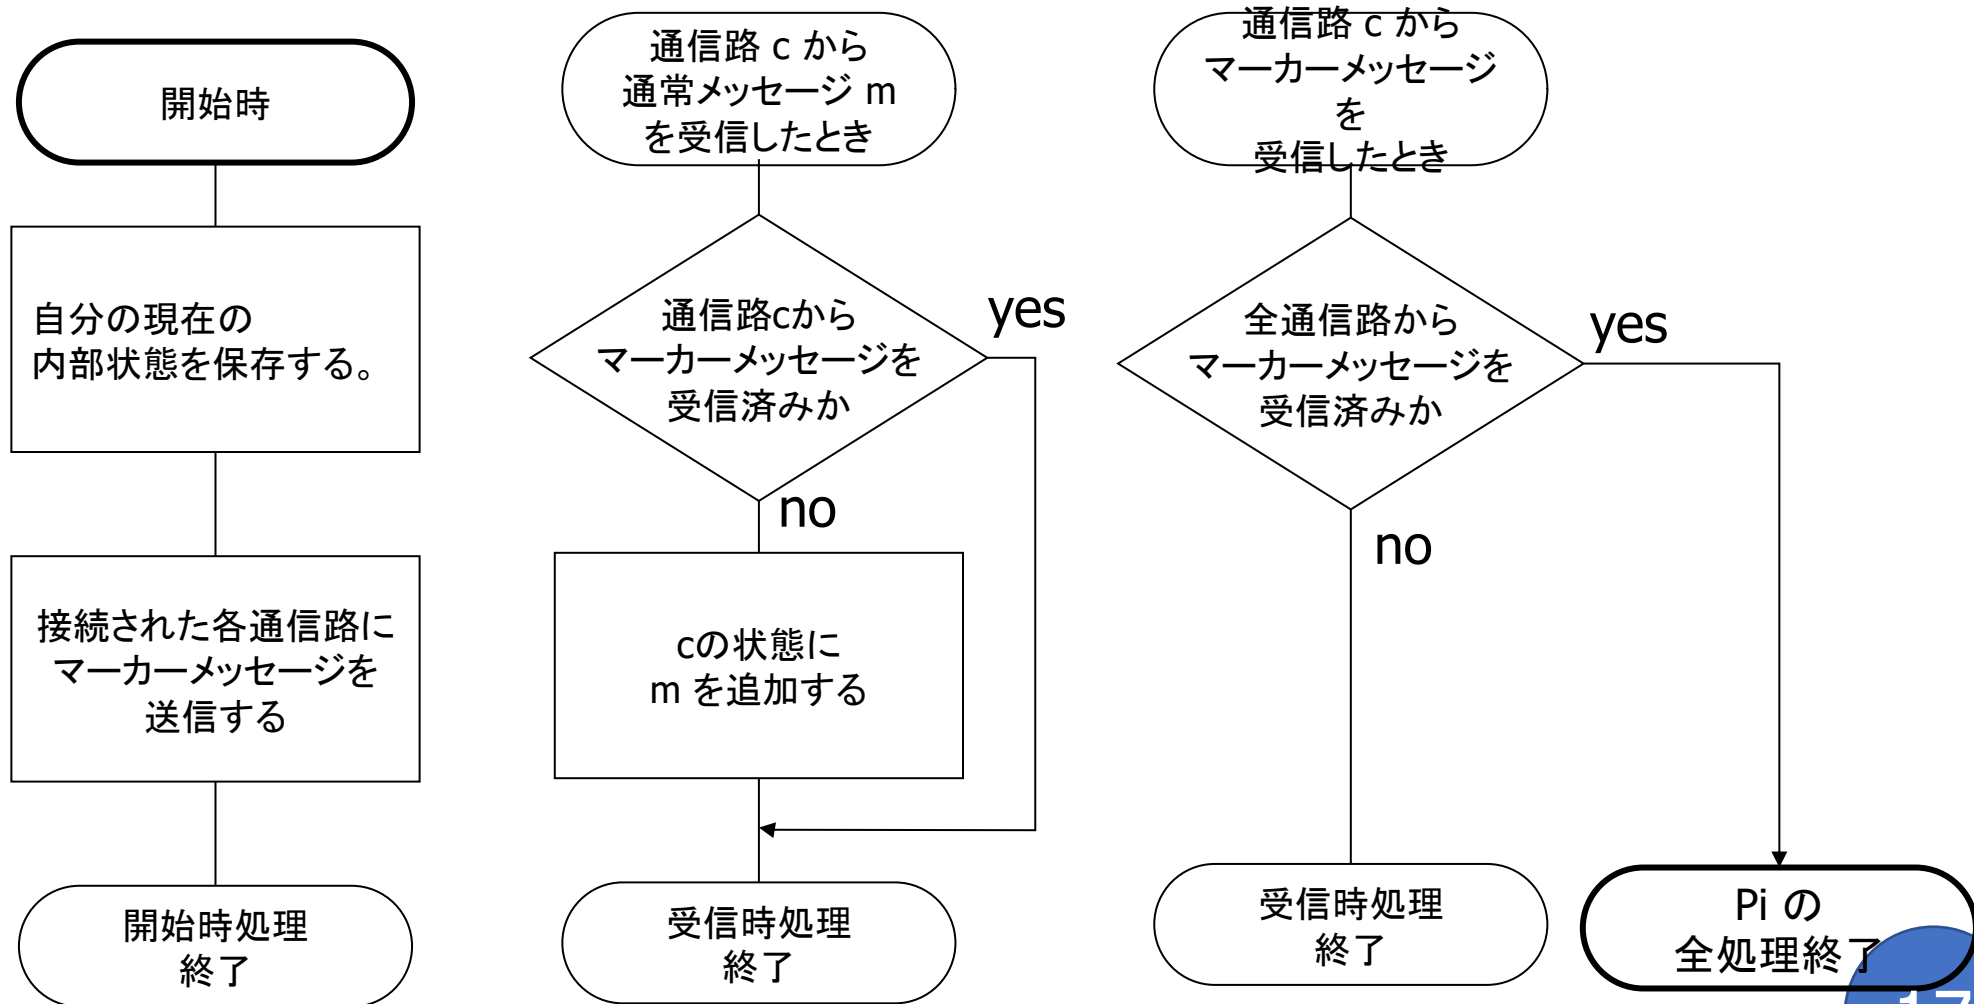 開始時
自分の現在の
内部状態を保存する。
接続された各通信路に
マーカーメッセージを
送信する
開始時処理
終了
通信路 c から
通常メッセージ m
を受信したとき
通信路cから
マーカーメッセージを
受信済みか
yes
no
cの状態に
m を追加する
受信時処理
終了
通信路 c から
マーカーメッセージ
を
受信したとき
全通信路から
マーカーメッセージを
受信済みか
yes
no
受信時処理
終了
Pi の
全処理終了
17